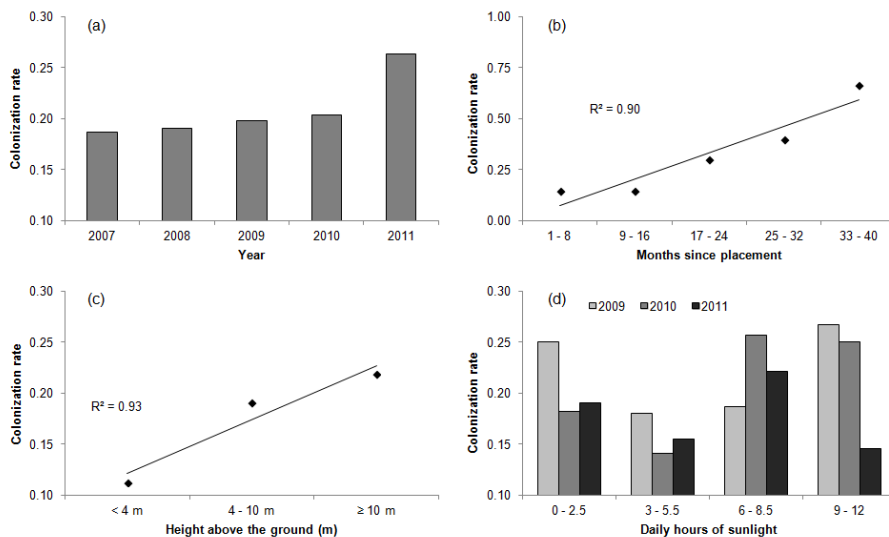 (a)
Colonization rate
0.30
0.25
0.20
0.15
0.10
2007 2008 2009 2010 2011
Year
(b)
Colonization rate
1.00
0.75
0.50
0.25
0.00
R² = 0.90
1 - 8 9 - 16 17 - 24 25 - 32 33 - 40
Months since placement
(c)
Colonization rate
0.30
0.25
0.20
0.15
0.10
R² = 0.93
< 4 m 4 - 10 m ≥ 10 m
Height above the ground (m)
(d)
2009 2010 2011
Colonization rate
0.30
0.25
0.20
0.15
0.10
0 - 2.5 3 - 5.5 6 - 8.5 9 - 12
Daily hours of sunlight